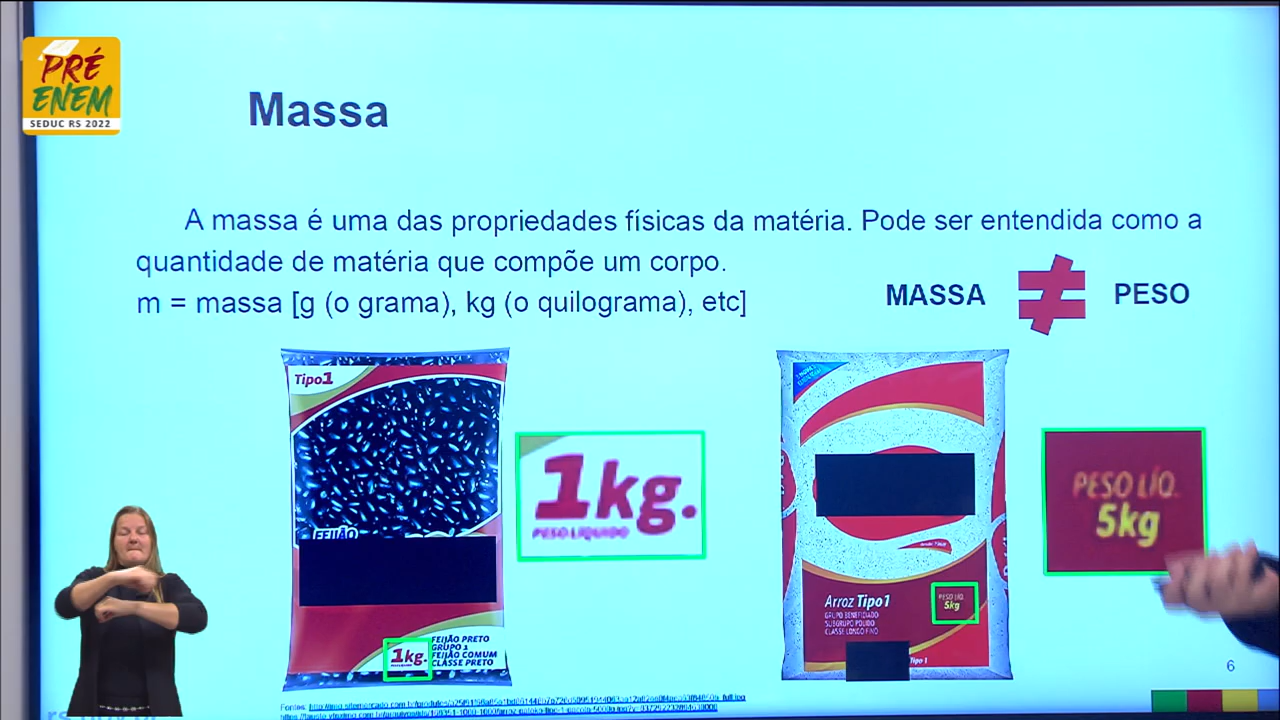 PRÉ
ENEM
SEDUC RS 2022
Massa
A massa é uma das propriedades físicas da matéria. Pode ser entendida como a
quantidade de matéria que compõe um corpo.
m = massa [g (o grama), kg (o quilograma), etc]
MASSA ≠ PESO
Tipo1
FEIJÃO
1kg.
FEIJÃO PRETO
GRUPO 1
FEIJÃO COMUM
CLASSE PRETO
1kg.
PESO LÍQUIDO
Arroz Tipo1
GRUPO BENEFICIADO
SUBGRUPO POLIDO
CLASSE LONGO FINO
PESO LÍQ.
5kg
Tipo 1
PESO LÍQ.
5kg
6
Fontes: